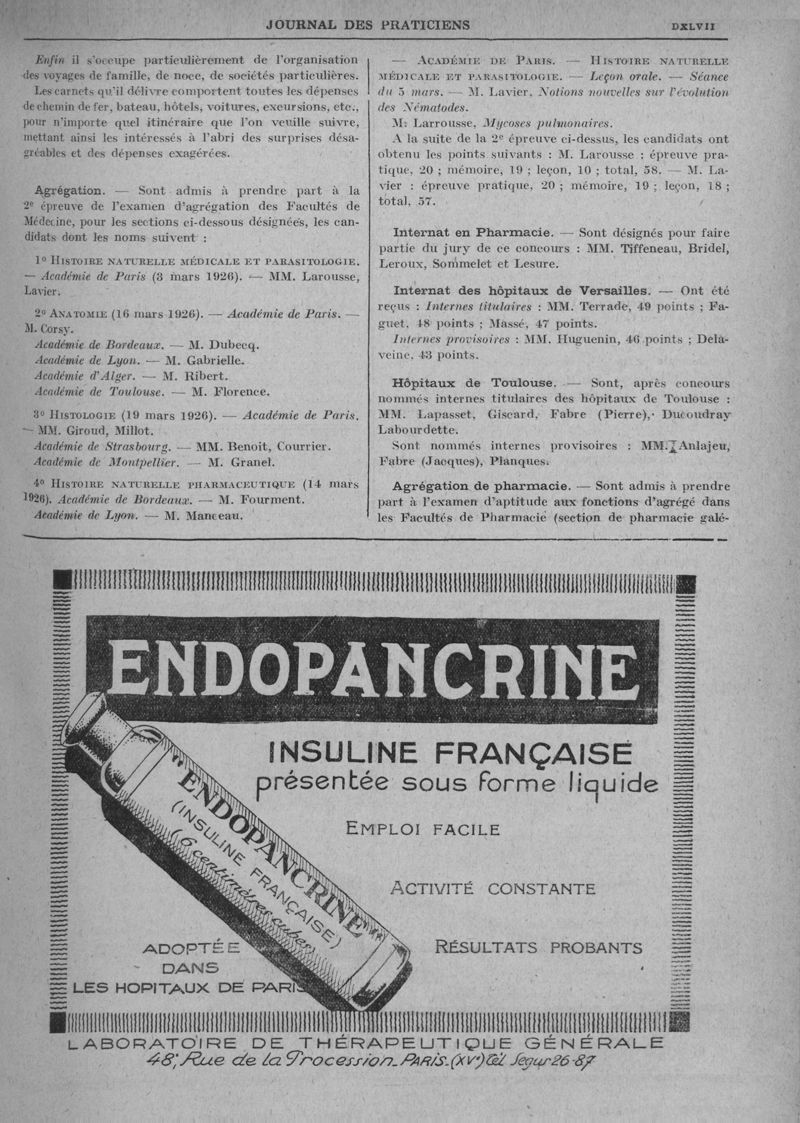 JOURNAL DES PRATICIENS
DXLVII
Enfin il s'occupe particulièrement de l'organisation
des voyages de famille, de noce, de sociétés particulières.
Les carnets qu'il délivre comportent toutes les dépenses
de chemin de fer, bateau, hôtels, voitures, excursions, etc.,
pour n'importe quel itinéraire que l'on veuille suivre,
mettant ainsi les intéressés à l'abri des surprises désa-
gréables et des dépenses exagérées.
Agrégation. — Sont admis à prendre part à la
2e épreuve de l'examen d'agrégation des Facultés de
Médecine, pour les sections ci-dessous désignées, les can-
didats dont les noms suivent :
1o HISTOIRE NATURELLE MÉDICALE ET PARASITOLOGIE.
— Académie de Paris (3 mars 1926). — MM. Larousse,
Lavier.
2o ANATOMIE (16 mars 1926). — Académie de Paris. —
M. Corsy.
Académie de Bordeaux. — M. Dubecq.
Académie de Lyon. — M. Gabrielle.
Académie d'Alger. — M. Ribert.
Académie de Toulouse. — M. Florence.
3o HISTOLOGIE (19 mars 1926). — Académie de Paris.
— MM. Giroud, Millot.
Académie de Strasbourg. — MM. Benoit, Courrier.
Académie de Montpellier. — M. Granel.
4o HISTOIRE NATURELLE PHARMACEUTIQUE (14 mars
1926). Académie de Bordeaux. — M. Fourment.
Académie de Lyon. — M. Manceau.
— ACADÉMIE DE PARIS. — HISTOIRE NATURELLE
MÉDICALE ET PARASITOLOGIE. — Leçon orale. — Séance
du 5 mars. — M. Lavier, Notions nouvelles sur l'évolution
des Nématodes.
M. Larrousse, Mycoses pulmonaires.
A la suite de la 2e épreuve ci-dessus, les candidats ont
obtenu les points suivants : M. Larousse : épreuve pra-
tique, 20 ; mémoire, 19 ; leçon, 10 ; total, 58. — M. La-
vier : épreuve pratique, 20 ; mémoire, 19 ; leçon, 18 ;
total, 57.
Internat en Pharmacie. — Sont désignés pour faire
partie du jury de ce concours : MM. Tiffeneau, Bridel,
Leroux, Sommelet et Lesure.
Internat des hôpitaux de Versailles. — Ont été
reçus : Internes titulaires : MM. Terrade, 49 points ; Fa-
guet, 48 points ; Massé, 47 points.
Internes provisoires : MM. Huguenin, 46 points ; Dela-
veine, 43 points.
Hôpitaux de Toulouse. — Sont, après concours
nommés internes titulaires des hôpitaux de Toulouse :
MM. Lapasset, Giscard, Fabre (Pierre), Ducoudray
Labourdette.
Sont nommés internes provisoires : MM. Anlajeu,
Fabre (Jacques), Planques.
Agrégation de pharmacie. — Sont admis à prendre
part à l'examen d'aptitude aux fonctions d'agrégé dans
les Facultés de Pharmacie (section de pharmacie galé-
ENDOPANCRINE
INSULINE FRANÇAISE
présentée sous forme liquide
EMPLOI FACILE
ACTIVITÉ CONSTANTE
RÉSULTATS PROBANTS
"ENDOPANCRINE"
(INSULINE FRANÇAISE)
(6 centimètres cubes)
ADOPTÉE
DANS
LES HOPITAUX DE PARIS
LABORATOIRE DE THÉRAPEUTIQUE GÉNÉRALE
48, Rue de la Procession_PARIS_(XVe) Tél. Segur 26-87